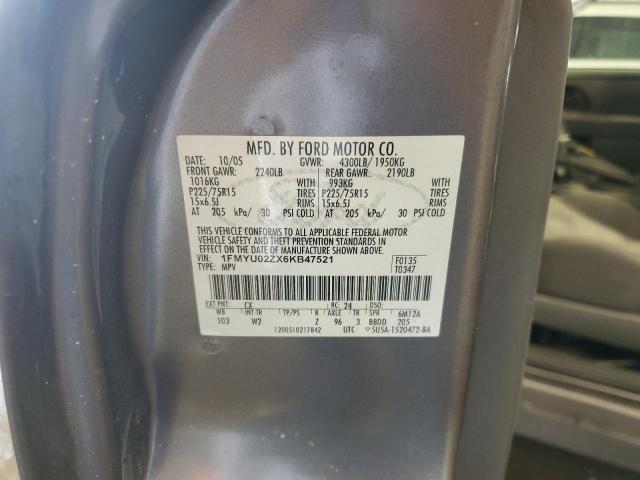 MFD. BY FORD MOTOR CO.
10/05 GVWR: 4300LB/ 1950KG
FRONT GAWR: 2240LB REAR GAWR: 2190LB
1016KG WITH 993KG WITH
P225/75R15 TIRES P225/75R15 TIRES
15x6.5J RIMS 15x6.5J RIMS
AT 205 kPa/ 30 PSI COLD AT 205 kPa/ 30 PSI COLD
THIS VEHICLE CONFORMS TO ALL APPLICABLE FEDERAL MOTOR
VEHICLE SAFETY AND THEFT PREVENTION STANDARDS IN
EFFECT ON THE DATE OF MANUFACTURE SHOWN ABOVE.
VIN: 1FMYU02ZX6KB47521 F0135
TYPE: MPV T0347
EXT PNT: CX RC: 24 DSO:
WB INT TR TP/PS R AXLE TR SPR 6M12A
103 W2 Z 96 3 BBDD 205
1200510217842 UTC 5U5A-1520472-BA